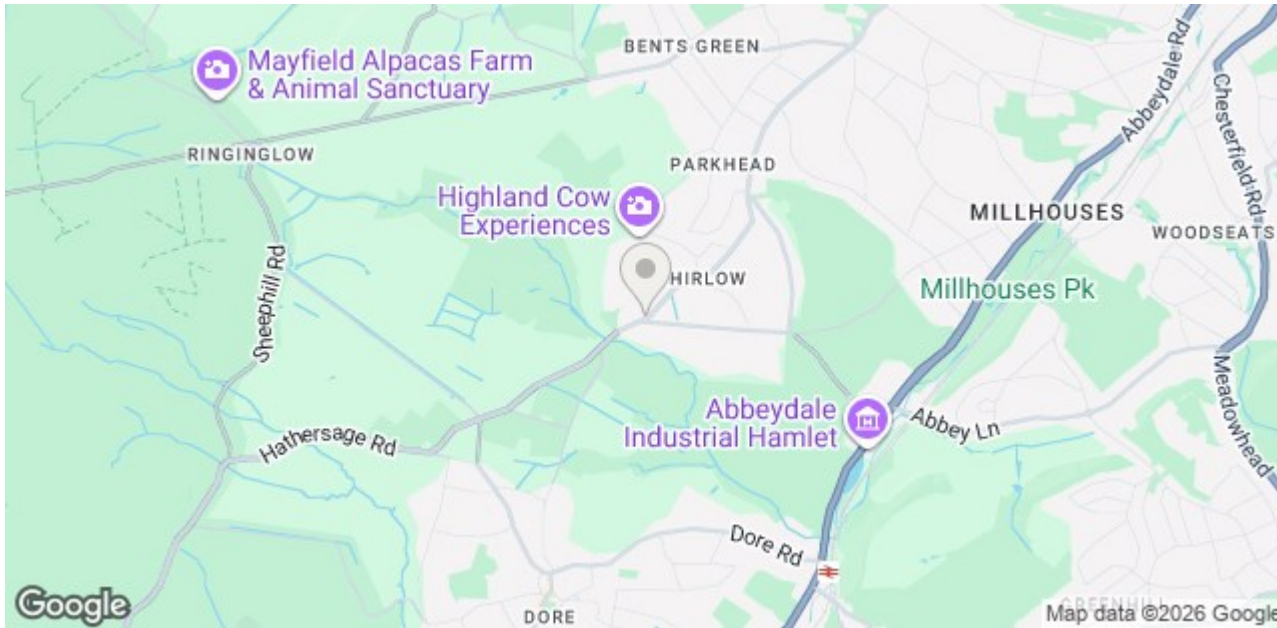 BENTS GREEN
Mayfield Alpacas Farm
& Animal Sanctuary
Abbeydale Rd
Chesterfield Rd
RINGINGLOW
PARKHEAD
Highland Cow
Experiences
MILLHOUSES
WOODSEATS
Sheephill Rd
HIRLOW
Millhouses Pk
Meadowhead
Abbeydale
Industrial Hamlet
Abbey Ln
Hathersage Rd
Dore Rd
DORE
GREENHILL
Google
Map data ©2026 Google